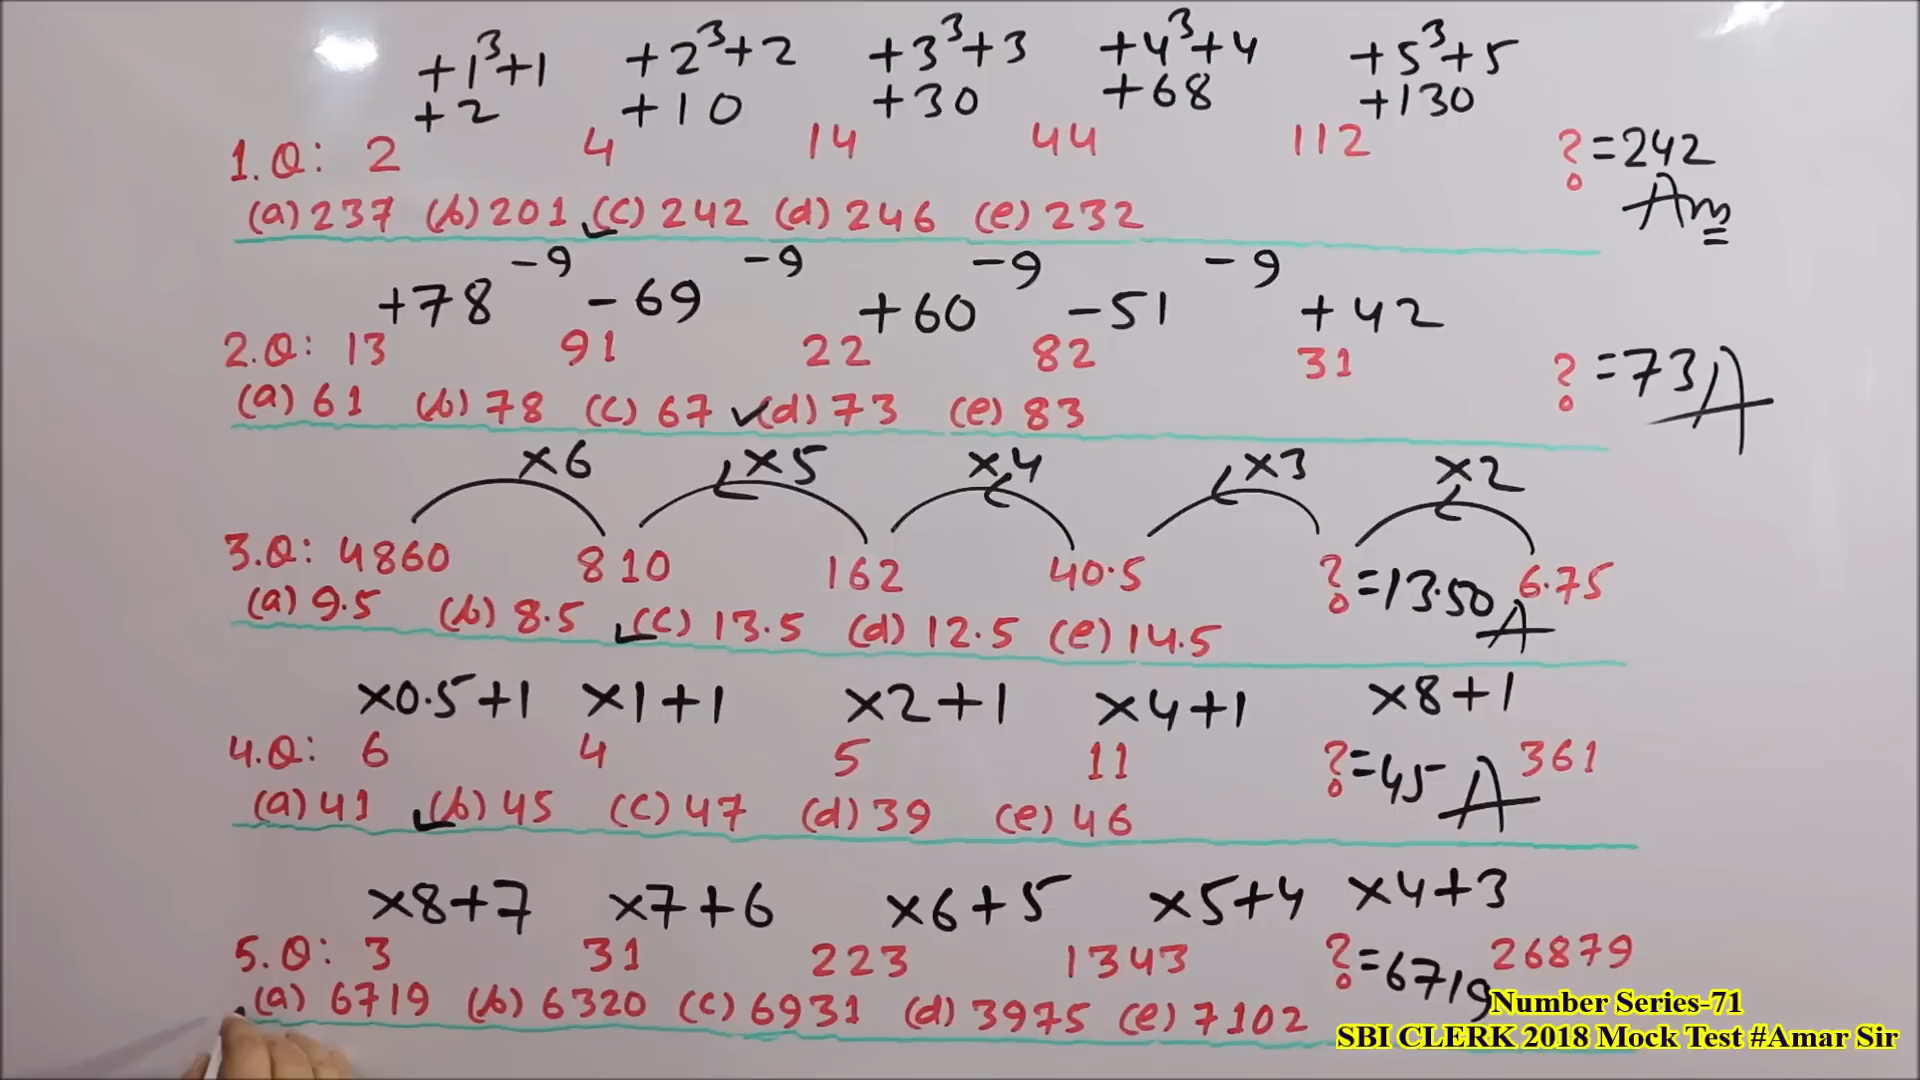 +1³+1 +2³+2 +3³+3 +4³+4 +5³+5
+2 +10 +30 +68 +130
1.Q: 2 4 14 44 112 ? =242
(a) 237 (b) 201 (c) 242 (d) 246 (e) 232 Ans
-9 -9 -9 -9
+78 -69 +60 -51 +42
2.Q: 13 91 22 82 31 ? =73 A
(a) 61 (b) 78 (c) 67 (d) 73 (e) 83
×6 ×5 ×4 ×3 ×2
3.Q: 4860 810 162 40.5 ? =13.50 6.75
(a) 9.5 (b) 8.5 (c) 13.5 (d) 12.5 (e) 14.5 A
×0.5+1 ×1+1 ×2+1 ×4+1 ×8+1
4.Q: 6 4 5 11 ? =45 A 361
(a) 41 (b) 45 (c) 47 (d) 39 (e) 46
×8+7 ×7+6 ×6+5 ×5+4 ×4+3
5.Q: 3 31 223 1343 ? =6719 26879
(a) 6719 (b) 6320 (c) 6931 (d) 3975 (e) 7102
Number Series-71
SBI CLERK 2018 Mock Test #Amar Sir